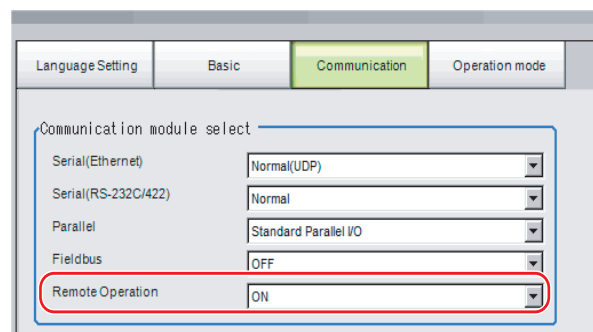 Language Setting Basic Communication Operation mode
Communication module select
Serial(Ethernet) Normal(UDP)
Serial(RS-232C/422) Normal
Parallel Standard Parallel I/O
Fieldbus OFF
Remote Operation ON